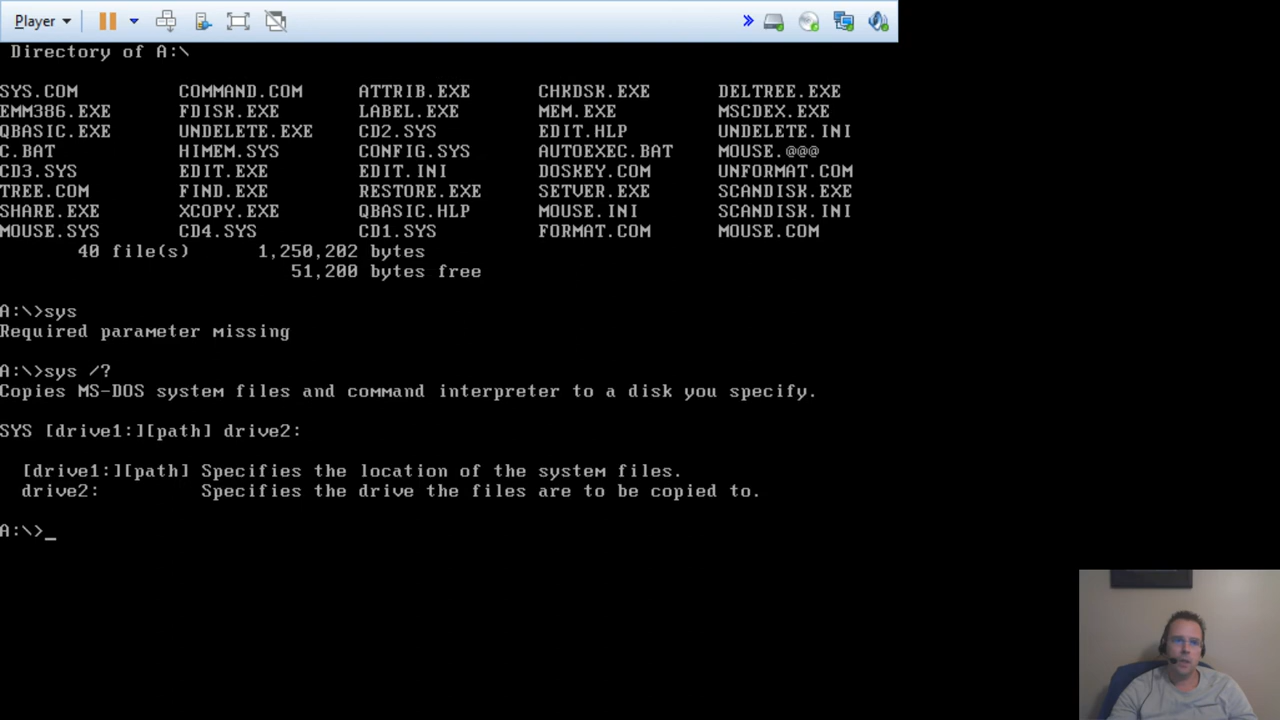 Player
Directory of A:\
SYS.COM COMMAND.COM ATTRIB.EXE CHKDSK.EXE DELTREE.EXE
EMM386.EXE FDISK.EXE LABEL.EXE MEM.EXE MSCDEX.EXE
QBASIC.EXE UNDELETE.EXE CD2.SYS EDIT.HLP UNDELETE.INI
C.BAT HIMEM.SYS CONFIG.SYS AUTOEXEC.BAT MOUSE.@@@
CD3.SYS EDIT.EXE EDIT.INI DOSKEY.COM UNFORMAT.COM
TREE.COM FIND.EXE RESTORE.EXE SETVER.EXE SCANDISK.EXE
SHARE.EXE XCOPY.EXE QBASIC.HLP MOUSE.INI SCANDISK.INI
MOUSE.SYS CD4.SYS CD1.SYS FORMAT.COM MOUSE.COM
40 file(s) 1,250,202 bytes
51,200 bytes free
A:\>sys
Required parameter missing
A:\>sys /?
Copies MS-DOS system files and command interpreter to a disk you specify.
SYS [drive1:][path] drive2:
[drive1:][path] Specifies the location of the system files.
drive2: Specifies the drive the files are to be copied to.
A:\>_